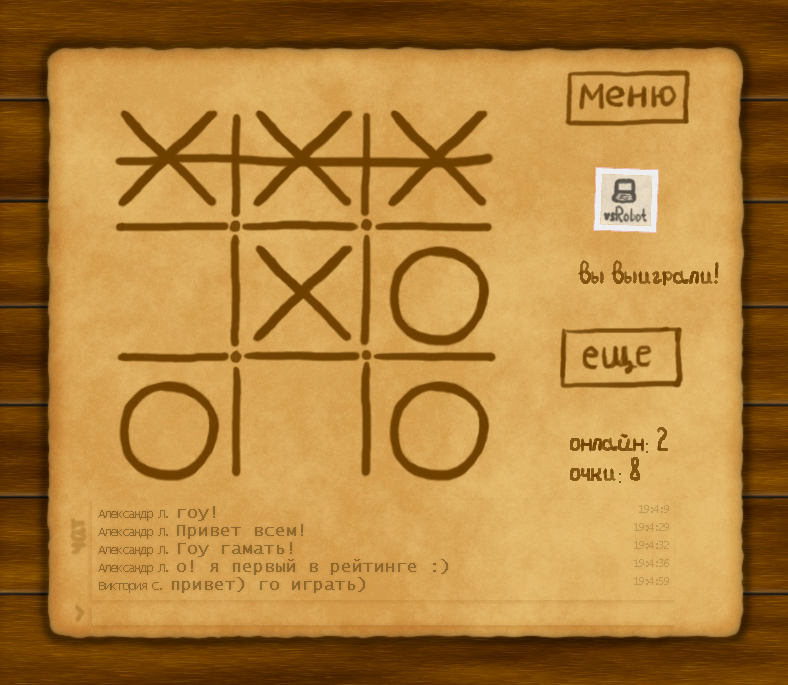 меню
vsRobot
вы выиграли!
еще
онлайн: 2
очки: 8
чат
Александр Л. гоу! 19:4:9
Александр Л. Привет всем! 19:4:29
Александр Л. Гоу гамать! 19:4:32
Александр Л. о! я первый в рейтинге :) 19:4:36
Виктория С. привет) го играть) 19:4:59
>